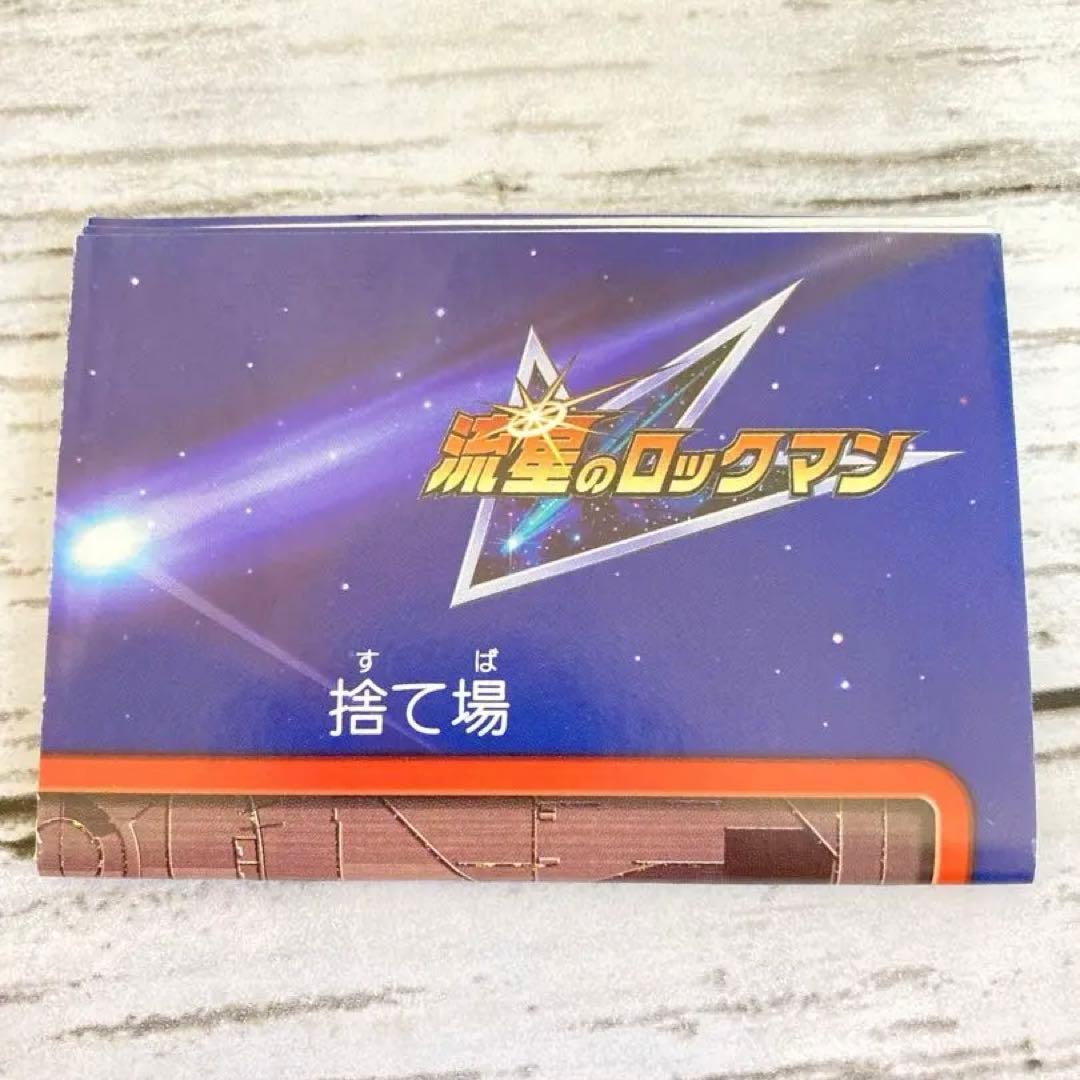 流星のロックマン
す ば
捨て場